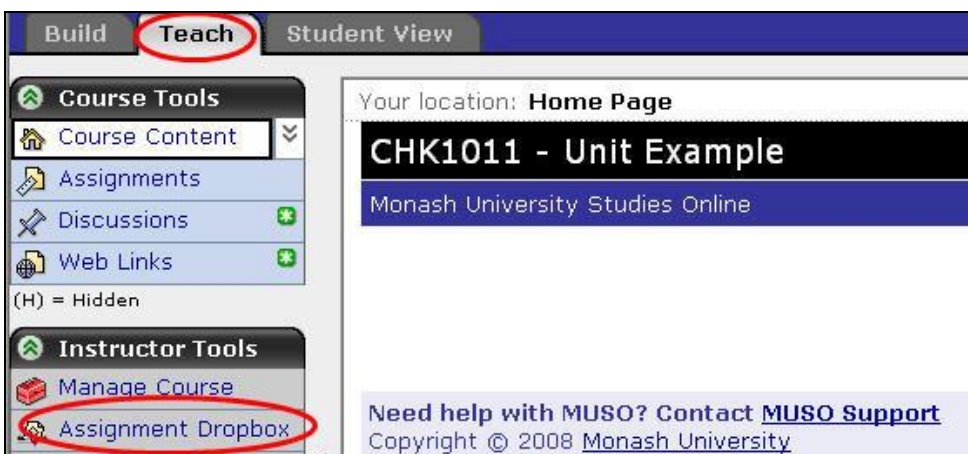 Build Teach Student View
Course Tools
Course Content
Assignments
Discussions
Web Links
(H) = Hidden
Instructor Tools
Manage Course
Assignment Dropbox
Your location: Home Page
CHK1011 - Unit Example
Monash University Studies Online
Need help with MUSO? Contact MUSO Support
Copyright © 2008 Monash University